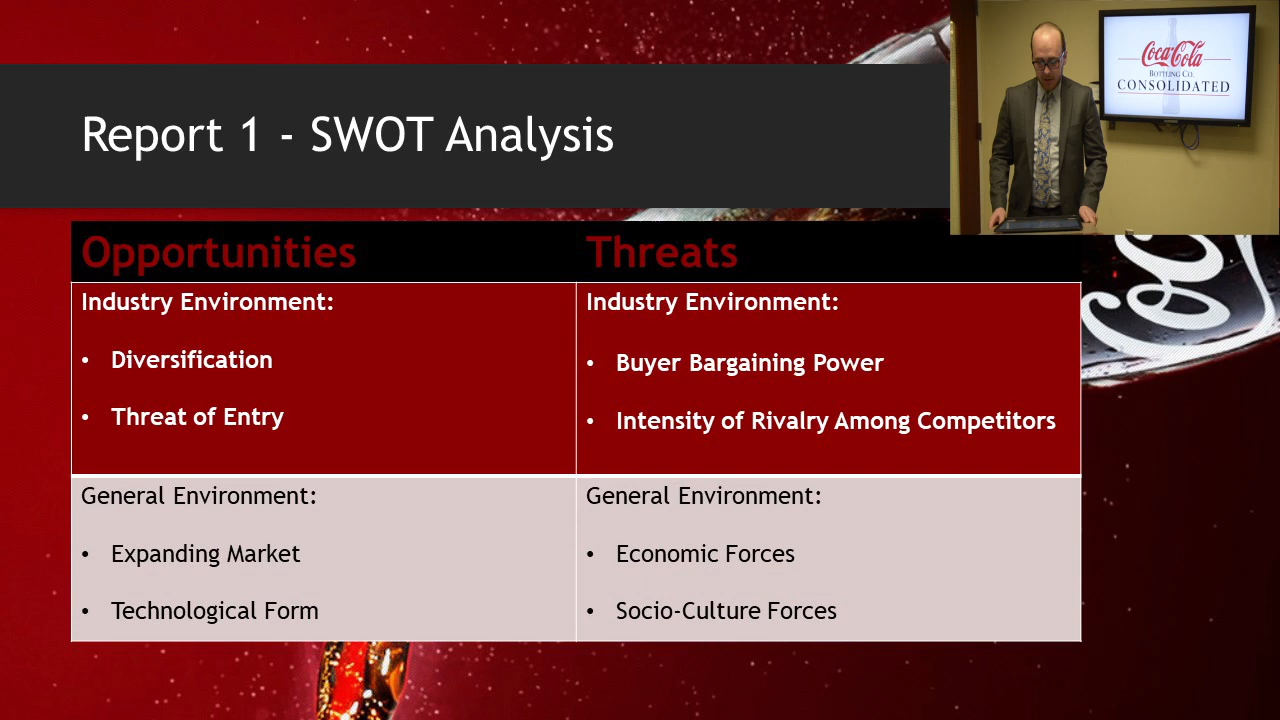 Report 1 - SWOT Analysis
Coca-Cola
BOTTLING CO.
CONSOLIDATED
Opportunities
Threats
Industry Environment:
• Diversification
• Threat of Entry
Industry Environment:
• Buyer Bargaining Power
• Intensity of Rivalry Among Competitors
General Environment:
• Expanding Market
• Technological Form
General Environment:
• Economic Forces
• Socio-Culture Forces